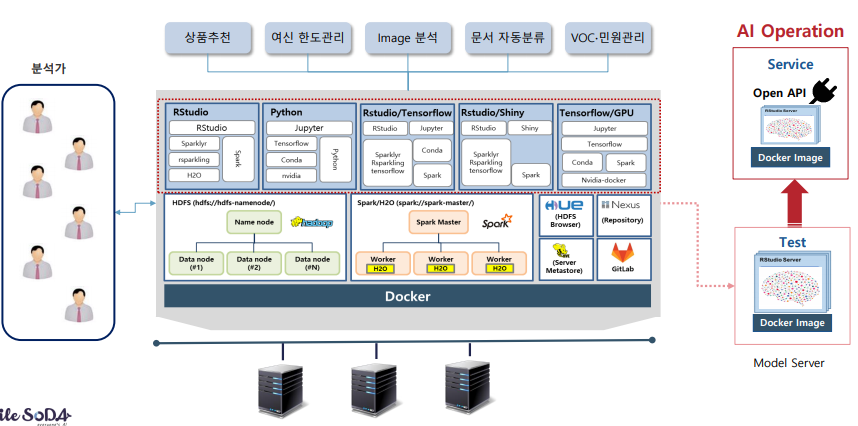 상품추천
여신 한도관리
Image 분석
문서 자동분류
VOC·민원관리
AI Operation
분석가
Service
Open API
RStudio Server
Docker Image
RStudio
RStudio
Sparklyr
rsparkling
H2O
Spark
Python
Jupyter
Tensorflow
Conda
nvidia
Python
Rstudio/Tensorflow
RStudio
Jupyter
Sparklyr
Rsparkling
tensorflow
Conda
Spark
Rstudio/Shiny
RStudio
Shiny
Sparklyr
Rsparkling
tensorflow
Spark
Tensorflow/GPU
Jupyter
Tensorflow
Conda
Spark
Nvidia-docker
HDFS (hdfs://hdfs-namenode/)
Name node
hadoop
Data node
(#1)
Data node
(#2)
Data node
(#N)
Spark/H2O (spark://spark-master/)
Spark Master
Spark
Worker
H2O
Worker
H2O
Worker
H2O
HUE
(HDFS
Browser)
Nexus
(Repository)
(Server
Metastore)
GitLab
Docker
Test
RStudio Server
Docker Image
Model Server
ile SODA
everyone's AI